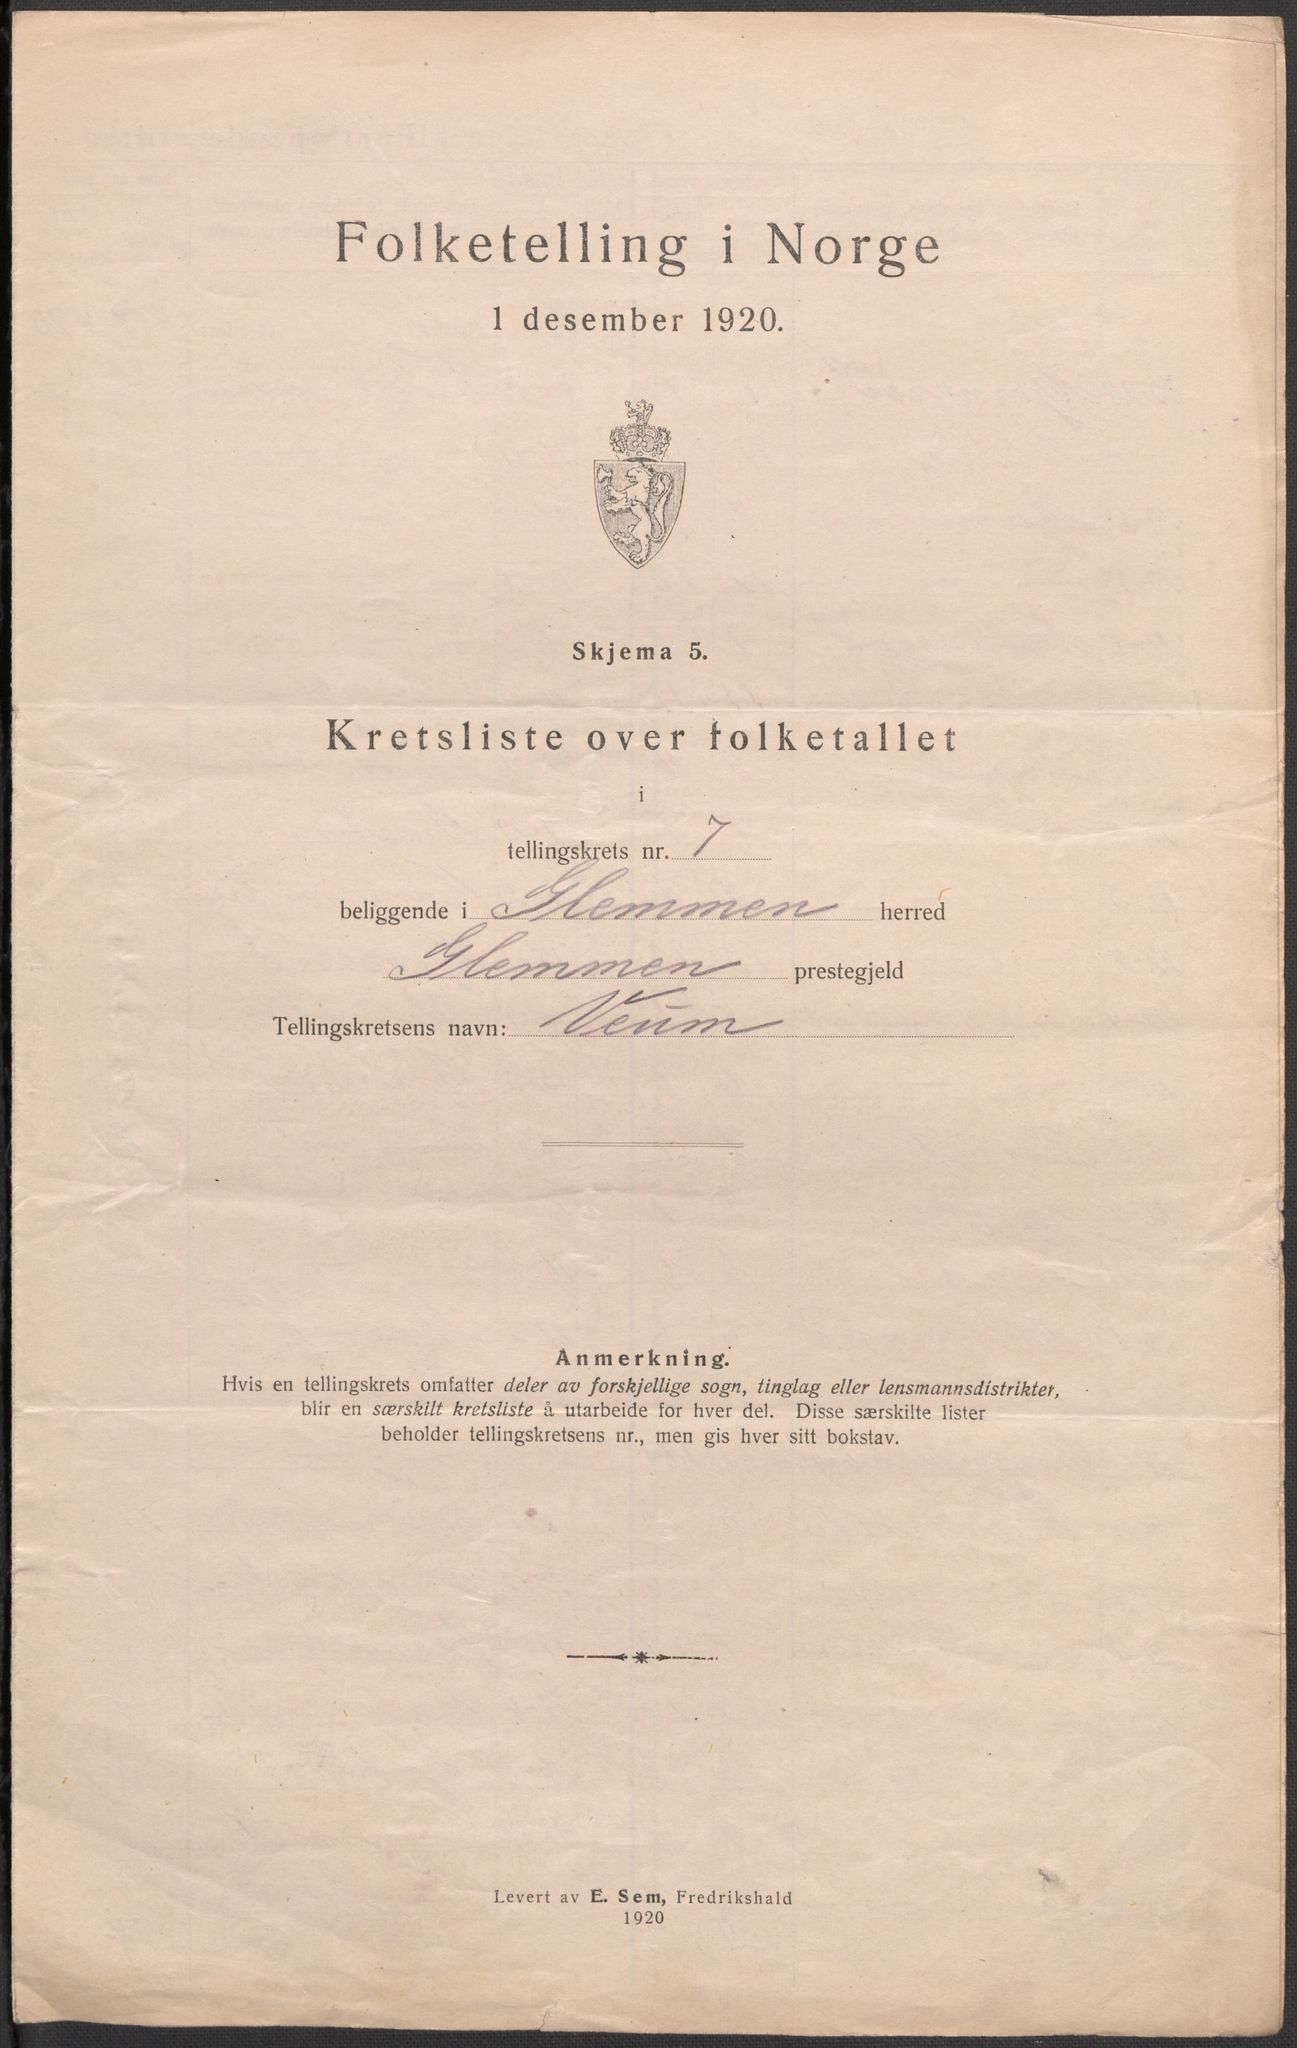 Folketelling i Norge
1 desember 1920.
Skjema 5.
Kretsliste over folketallet
i
tellingskrets nr. 7
beliggende i Glemmen herred
Glemmen prestegjeld
Tellingskretsens navn: Veum
Anmerkning.
Hvis en tellingskrets omfatter deler av forskjellige sogn, tinglag eller lensmannsdistrikter,
blir en særskilt kretsliste å utarbeide for hver del. Disse særskilte lister
beholder tellingskretsens nr., men gis hver sitt bokstav.
Levert av E. Sem, Fredrikshald
1920